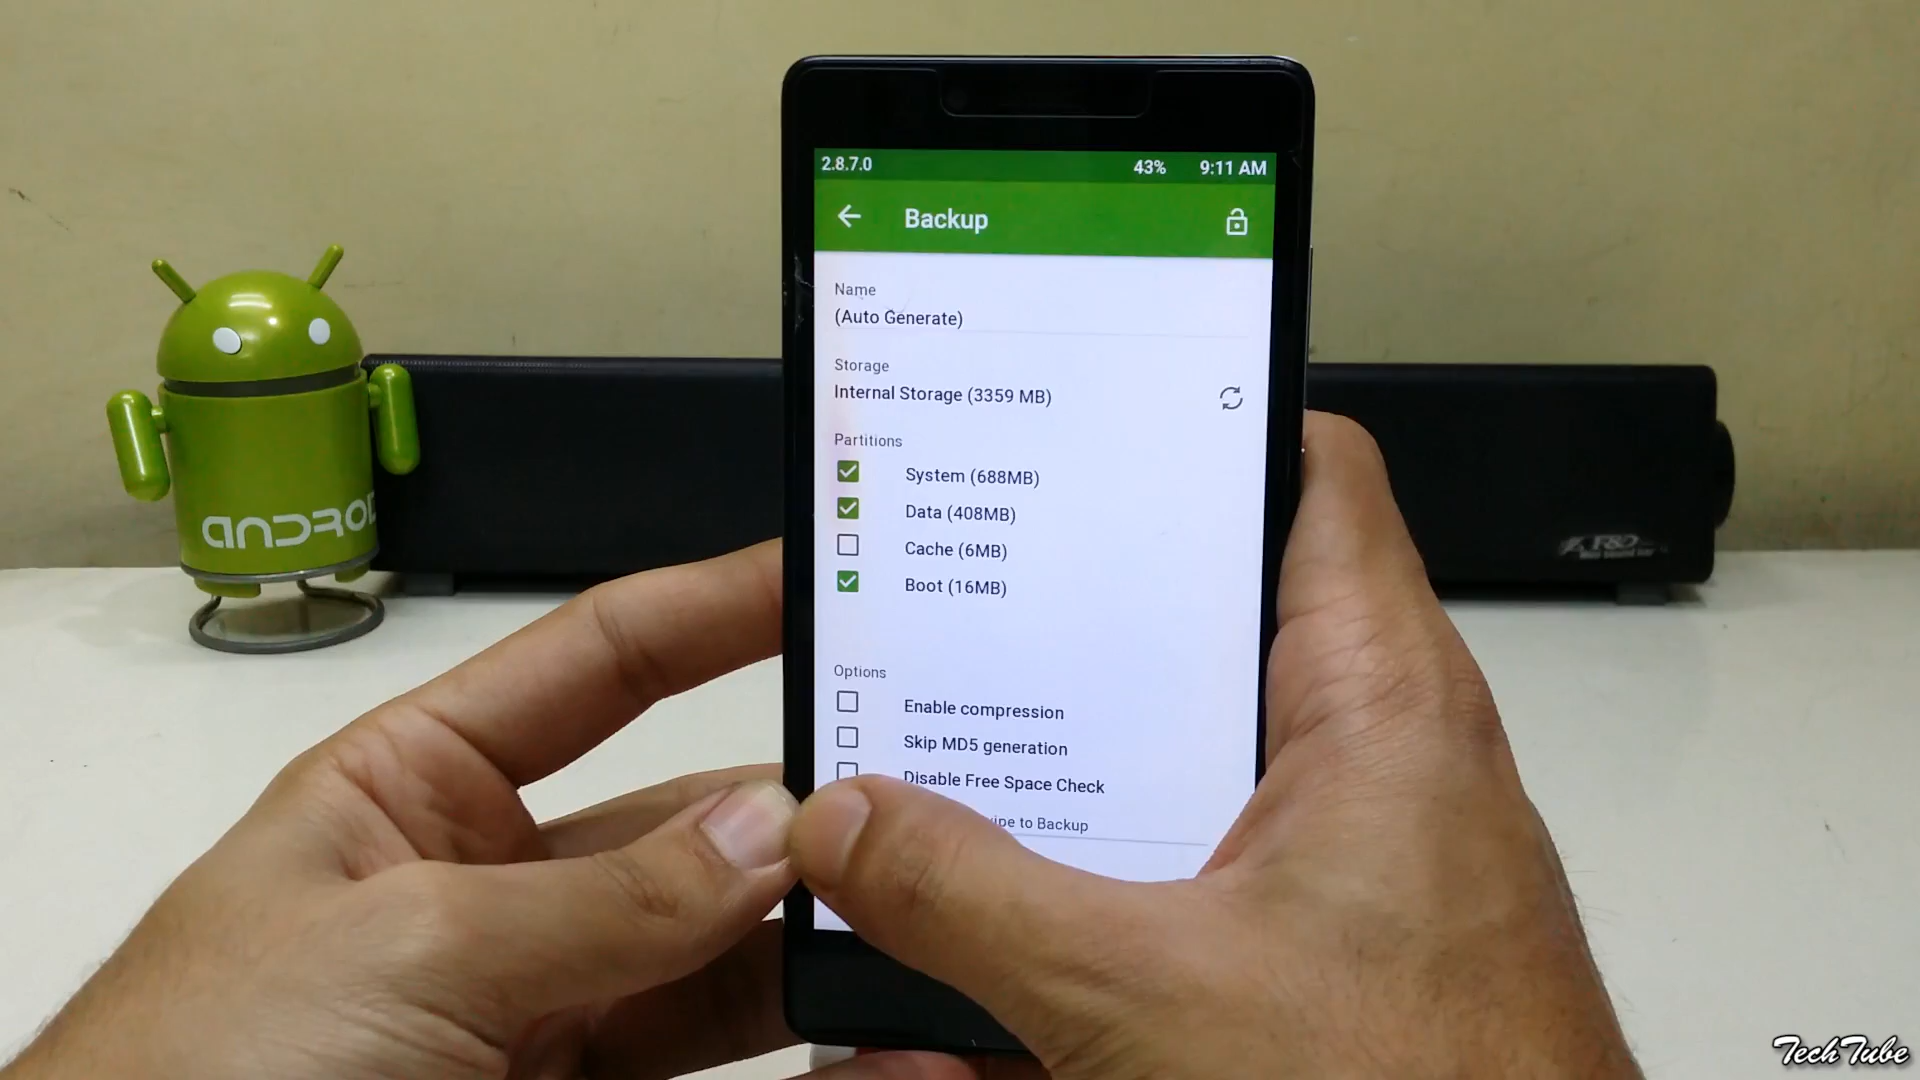 2.8.7.0 43% 9:11 AM
Backup
Name
(Auto Generate)
Storage
Internal Storage (3359 MB)
Partitions
System (688MB)
Data (408MB)
Cache (6MB)
Boot (16MB)
Options
Enable compression
Skip MD5 generation
Disable Free Space Check
to Backup
ANDROI
F&D
TechTube